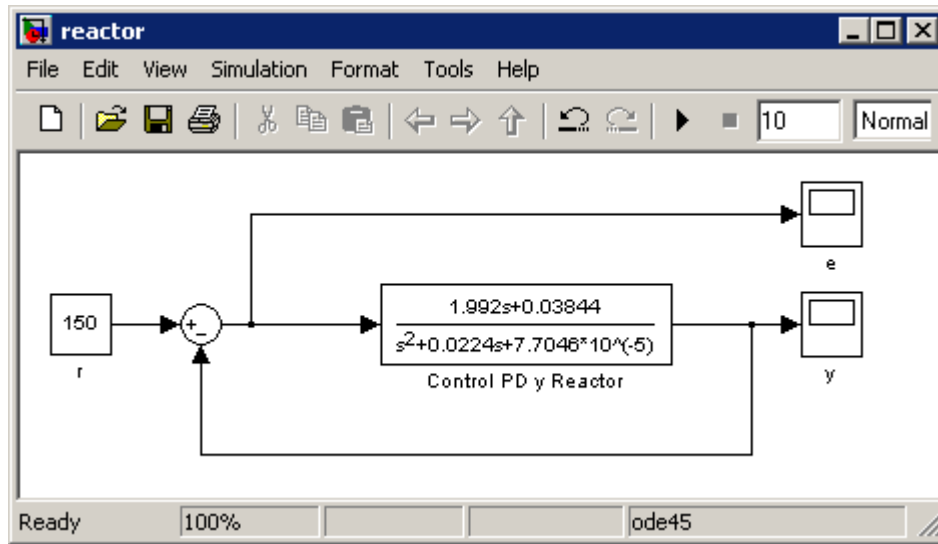 reactor
File Edit View Simulation Format Tools Help
10 Normal
e
150
r
+
-
1.992s+0.03844
s²+0.0224s+7.7046*10^(-5)
Control PD y Reactor
y
Ready 100% ode45